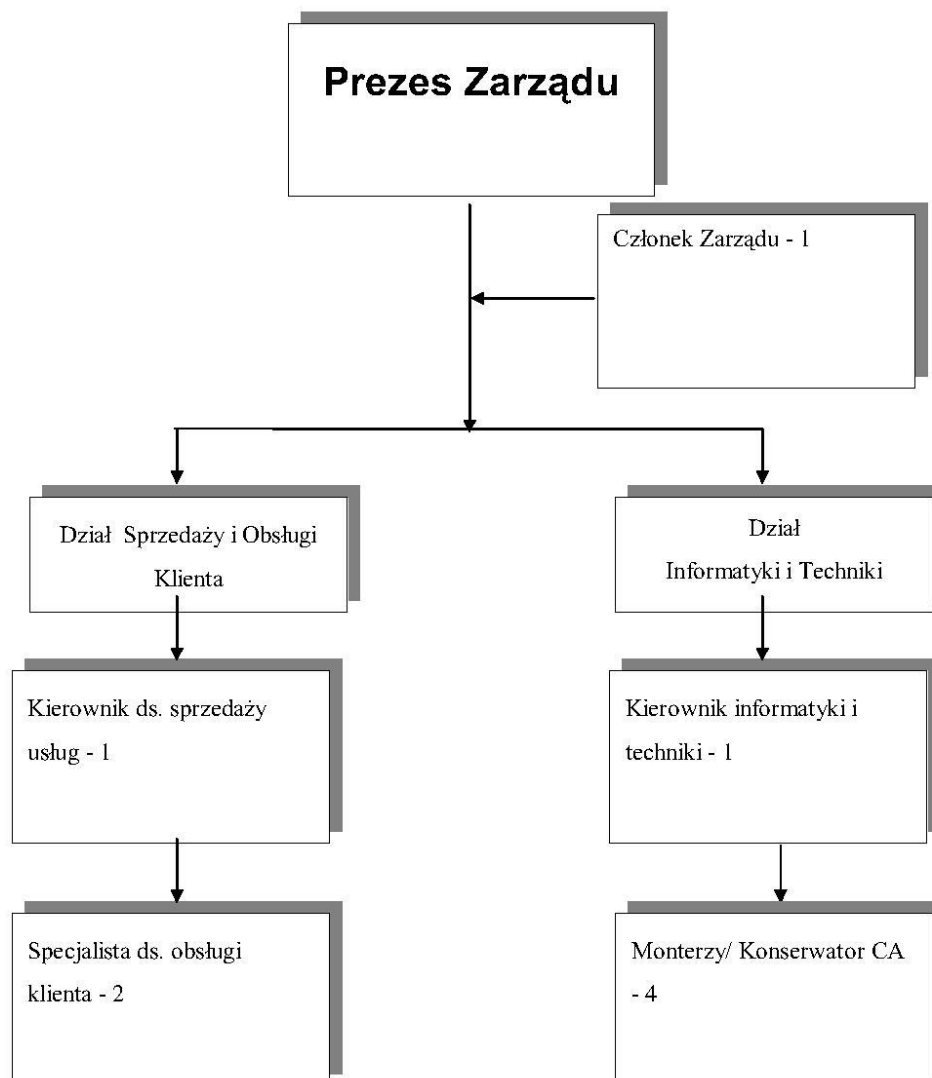 Prezes Zarządu
Członek Zarządu - 1
Dział Sprzedaży i Obsługi
Klienta
Dział
Informatyki i Techniki
Kierownik ds. sprzedaży
usług - 1
Kierownik informatyki i
techniki - 1
Specjalista ds. obsługi
klienta - 2
Monterzy/ Konserwator CA
- 4